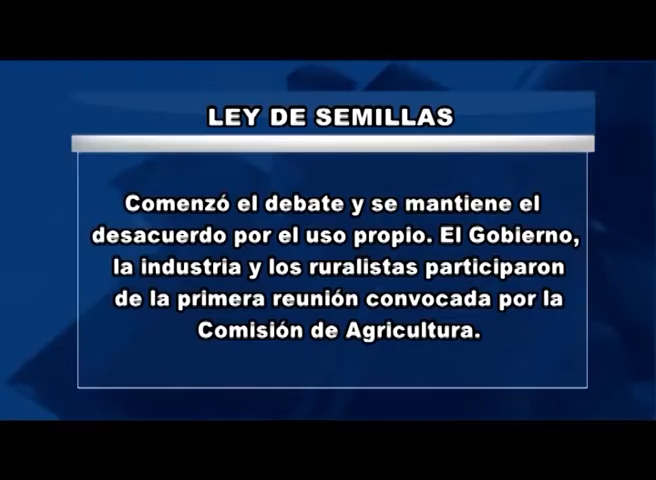 LEY DE SEMILLAS
Comenzó el debate y se mantiene el
desacuerdo por el uso propio. El Gobierno,
la industria y los ruralistas participaron
de la primera reunión convocada por la
Comisión de Agricultura.